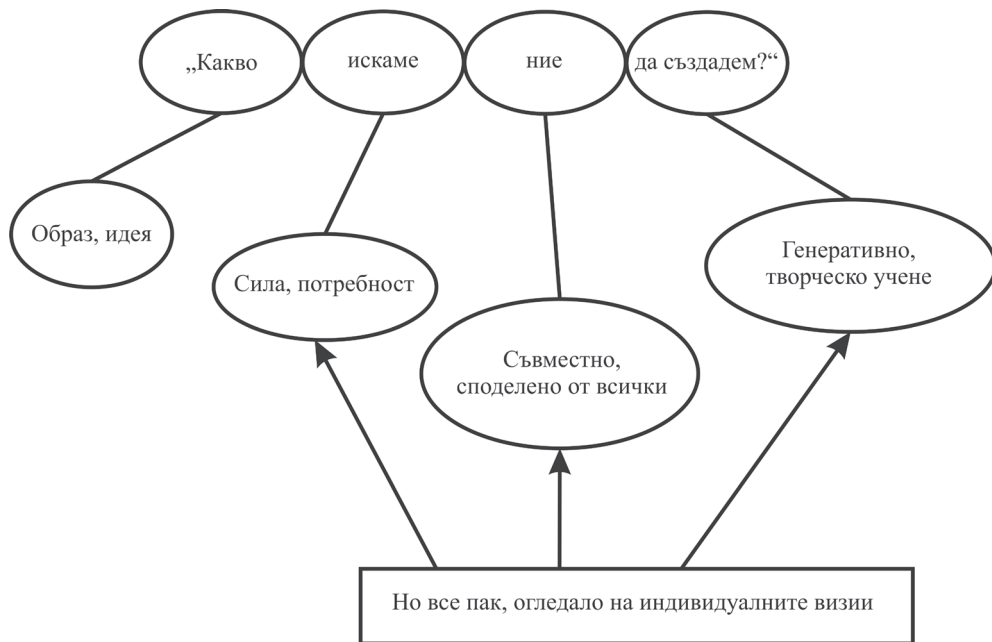 „Какво искаме ние да създадем?“
Образ, идея
Сила, потребност
Съвместно,
споделено от всички
Генеративно,
творческо учене
Но все пак, огледало на индивидуалните визии